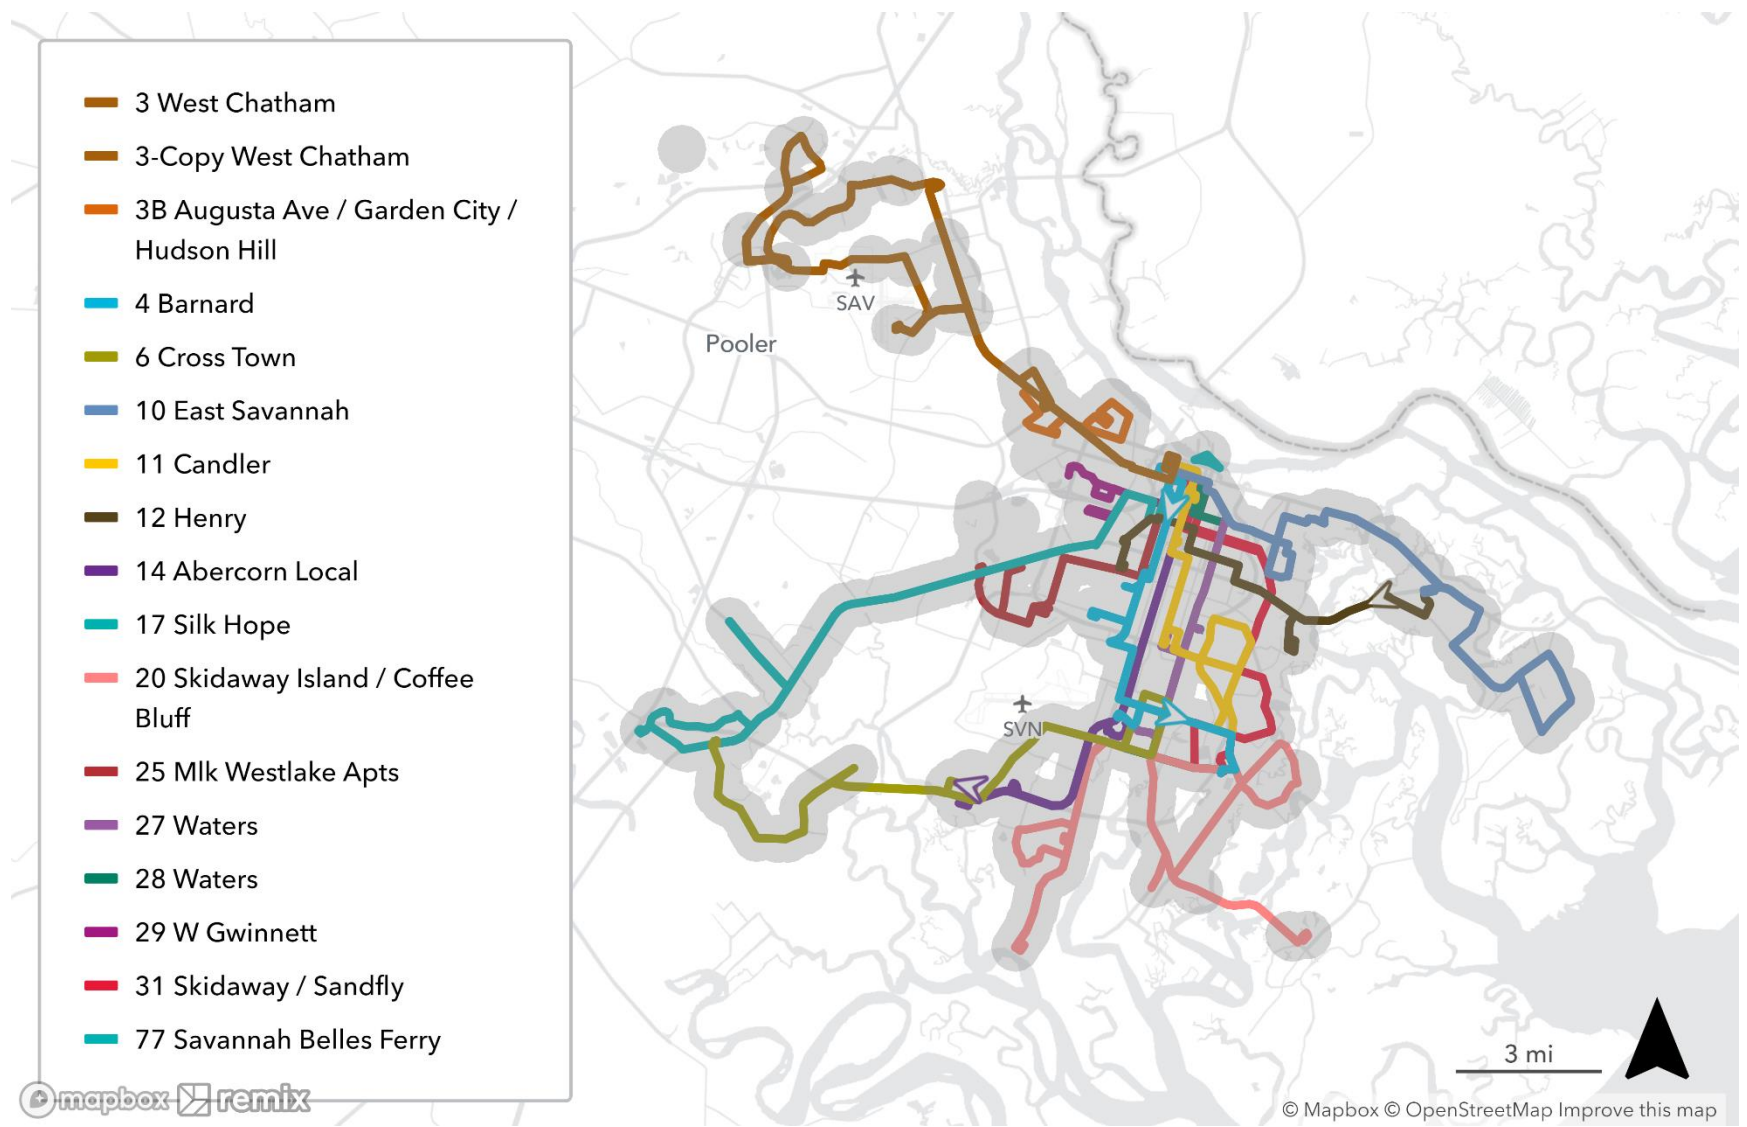 3 West Chatham
3-Copy West Chatham
3B Augusta Ave / Garden City /
Hudson Hill
4 Barnard
6 Cross Town
10 East Savannah
11 Candler
12 Henry
14 Abercorn Local
17 Silk Hope
20 Skidaway Island / Coffee
Bluff
25 Mlk Westlake Apts
27 Waters
28 Waters
29 W Gwinnett
31 Skidaway / Sandfly
77 Savannah Belles Ferry
SAV
Pooler
SVN
3 mi
mapbox remix
© Mapbox © OpenStreetMap Improve this map